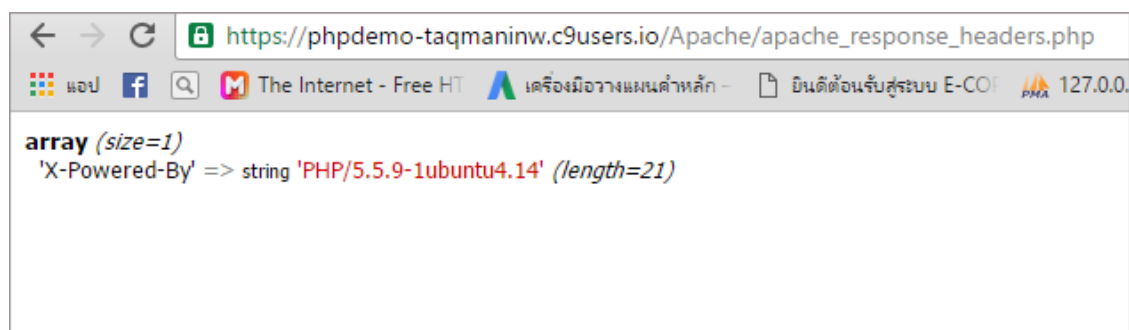 https://phpdemo-taqmaninw.c9users.io/Apache/apache_response_headers.php
แอป The Internet - Free HT เครื่องมือวางแผนคำหลัก - ยินดีต้อนรับสู่ระบบ E-CO PMA 127.0.0.
array (size=1)
'X-Powered-By' => string 'PHP/5.5.9-1ubuntu4.14' (length=21)